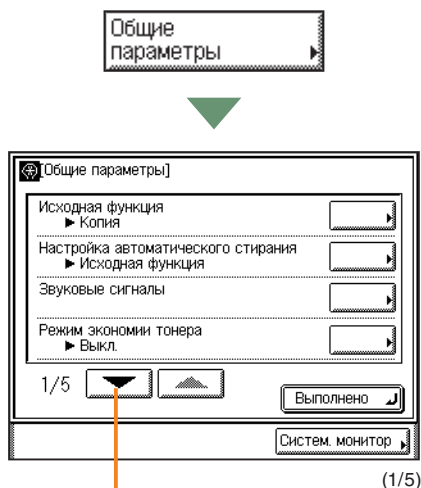 Общие
параметры
[Общие параметры]
Исходная функция
► Копия
Настройка автоматического стирания
► Исходная функция
Звуковые сигналы
Режим экономии тонера
► Выкл.
1/5
Выполнено
Систем. монитор
(1/5)